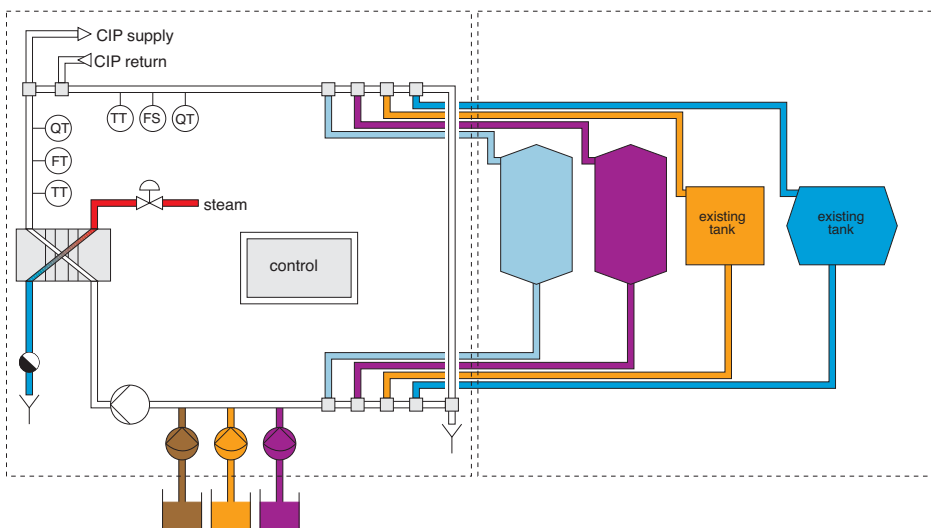 CIP supply
CIP return
TT
FS
QT
QT
FT
TT
steam
control
existing
tank
existing
tank